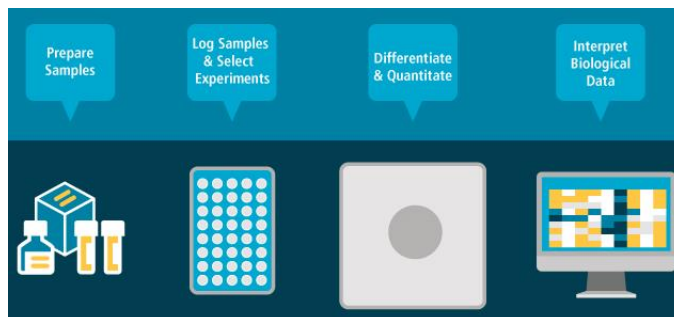 Prepare
Samples
Log Samples
& Select
Experiments
Differentiate
& Quantitate
Interpret
Biological
Data